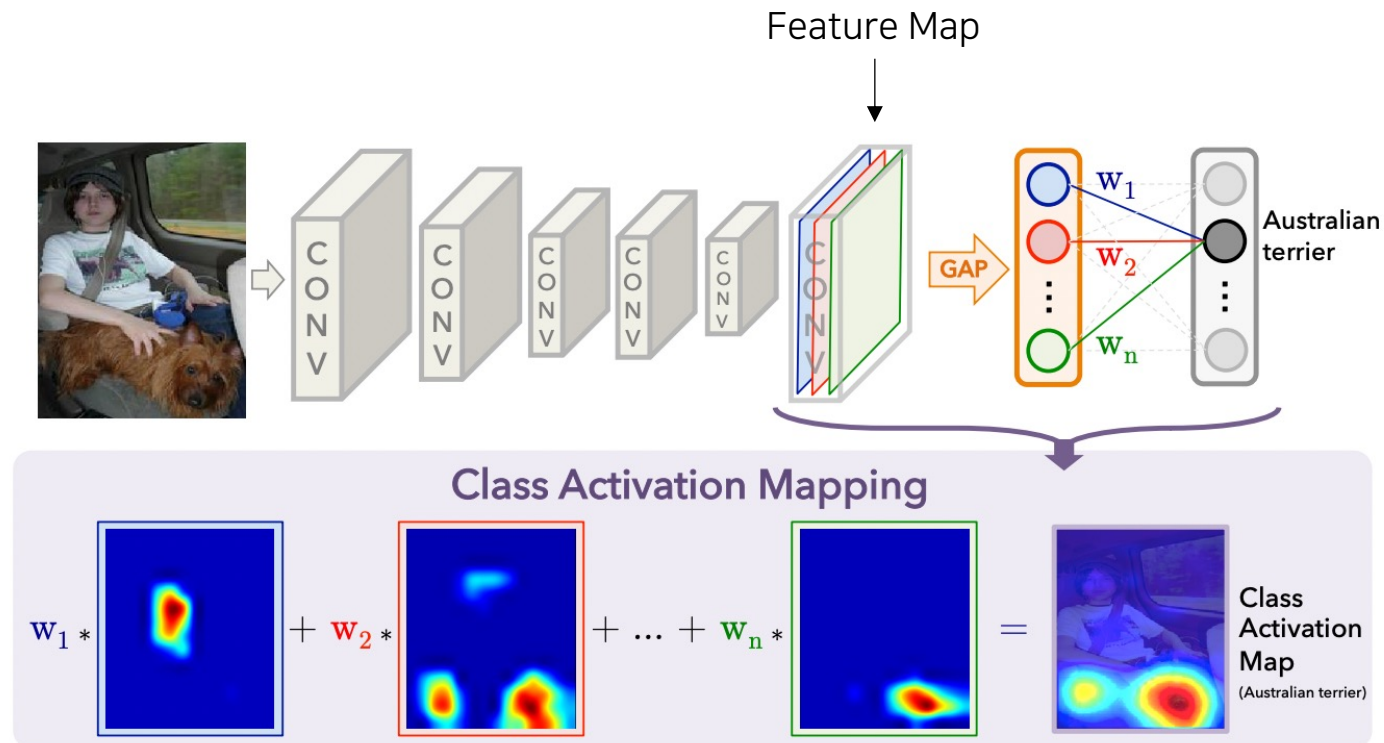 Feature Map
CONV
CONV
CONV
CONV
CONV
CONV
GAP
w1
w2
⋮
wn
⋮
Australian
terrier
Class Activation Mapping
w1 * + w2 * + ... + wn * =
Class
Activation
Map
(Australian terrier)